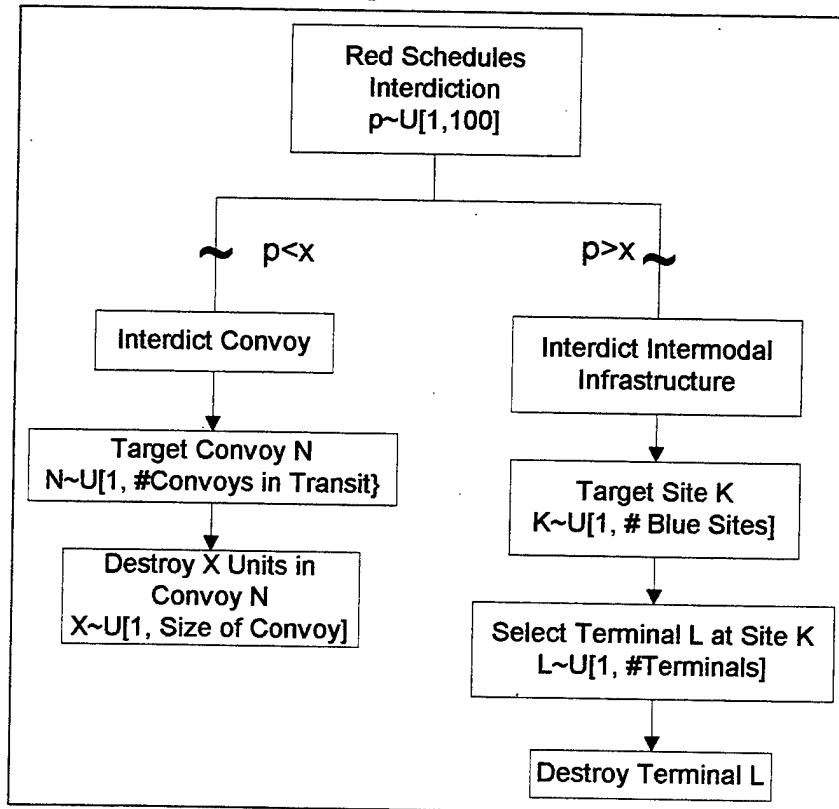 Red Schedules
Interdiction
p~U[1,100]
~ p<x
p>x ~
Interdict Convoy
Interdict Intermodal
Infrastructure
Target Convoy N
N~U[1, #Convoys in Transit}
Target Site K
K~U[1, # Blue Sites]
Destroy X Units in
Convoy N
X~U[1, Size of Convoy]
Select Terminal L at Site K
L~U[1, #Terminals]
Destroy Terminal L